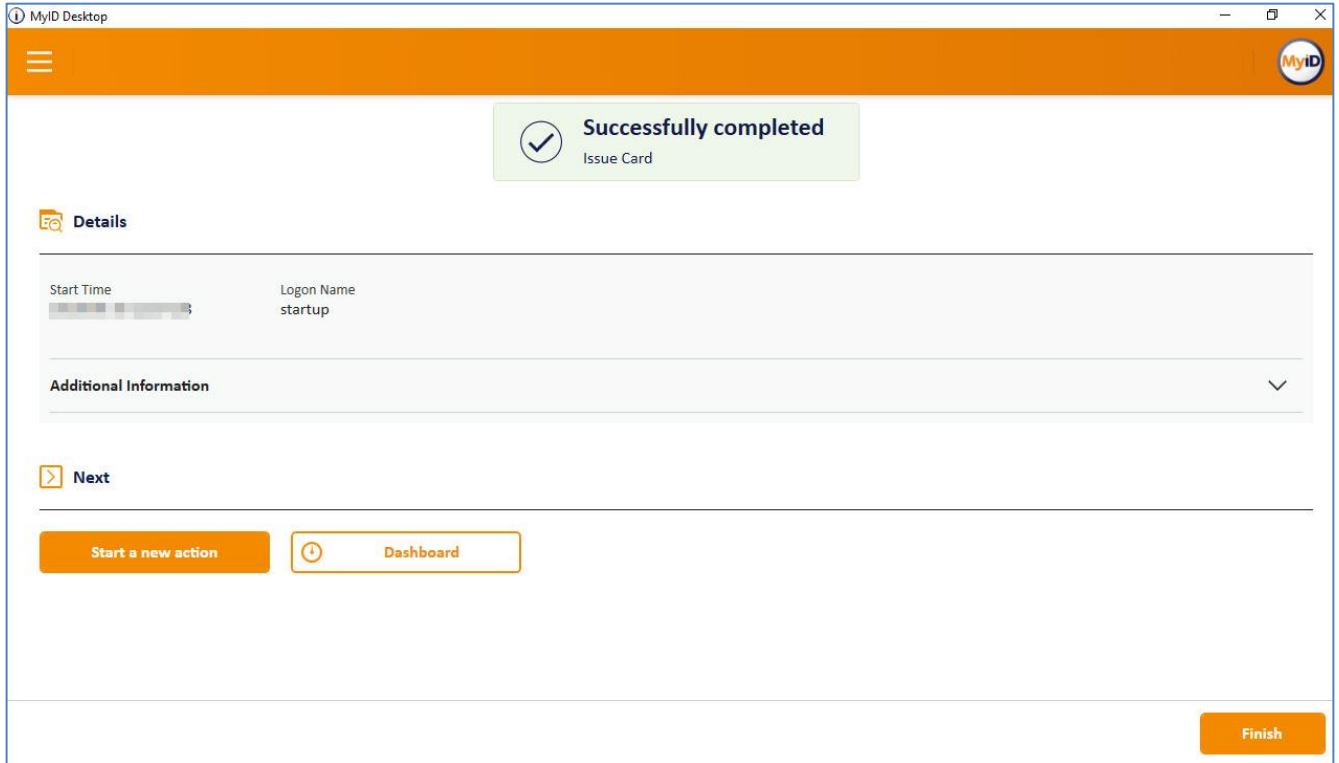 MyID Desktop
MyiD
Successfully completed
Issue Card
Details
Start Time
Logon Name
startup
Additional Information
Next
Start a new action
Dashboard
Finish